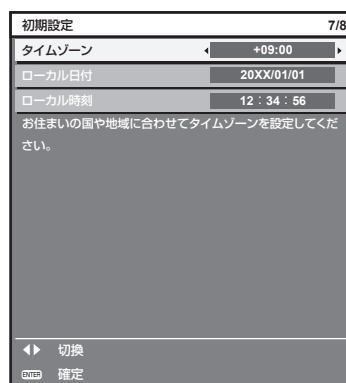 初期設定 7/8
タイムゾーン +09:00
ローカル日付 20XX/01/01
ローカル時刻 12：34：56
お住まいの国や地域に合わせてタイムゾーンを設定してくだ
さい。
切換
ENTER 確定